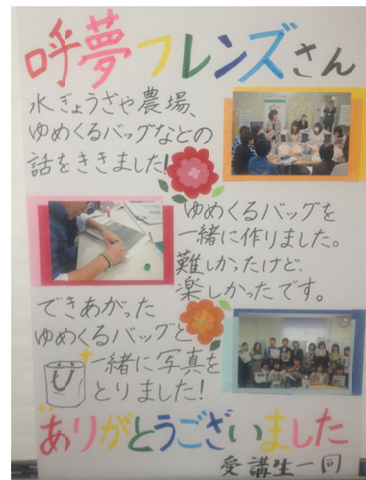 呼夢フレンズさん
水ぎょうざや農場、
ゆめくるバッグなどの
話をききました!
ゆめくるバッグを
一緒に作りました。
難しかったけど、
楽しかったです。
できあがった
ゆめくるバッグと
一緒に写真を
とりました!
ありがとうございました
受講生一同